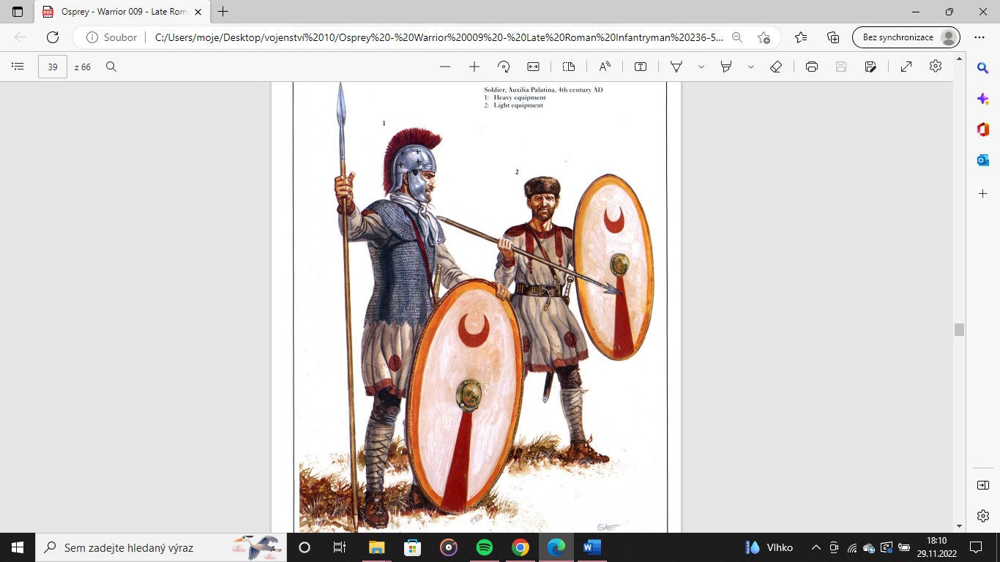 Osprey - Warrior 009 - Late Rom
Soubor
C:/Users/moje/Desktop/vojenství%2010/Osprey%20-%20Warrior%20009%20-%20Late%20Roman%20Infantryman%20236-5...
Bez synchronizace
39 z 66
Soldier, Auxilia Palatina, 4th century AD
1: Heavy equipment
2: Light equipment
1
2
GAE
Sem zadejte hledaný výraz
Vlhko
18:10
29.11.2022